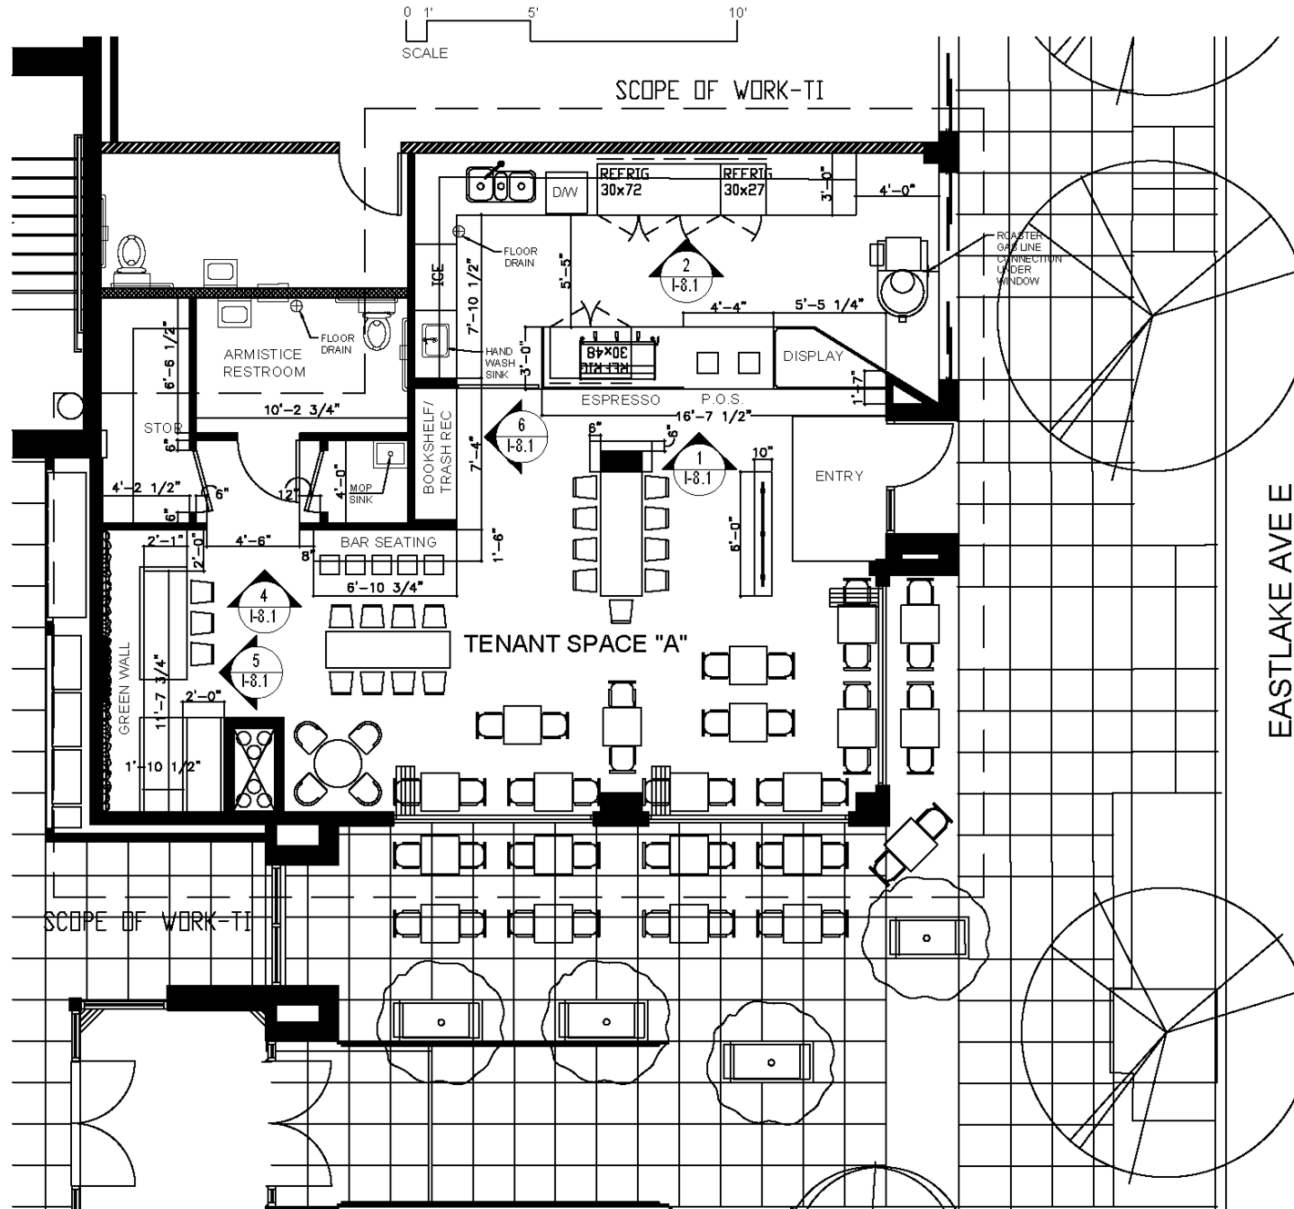 0 1' 5' 10'
SCALE
SCOPE OF WORK-TI
REFRIG
30x72
REFRIG
30x27
D/W
3'-0"
4'-0"
FLOOR
DRAIN
ICE
7'-10 1/2"
5'-5"
2
I-8.1
ROASTER
GAS LINE
CONNECTION
UNDER
WINDOW
4'-4"
5'-5 1/4"
FLOOR
DRAIN
HAND
WASH
SINK
3'-0"
REFRIG
30x48
DISPLAY
1'-7"
ARMISTICE
RESTROOM
6'-6 1/2"
10'-2 3/4"
ESPRESSO
P.O.S.
16'-7 1/2"
STOR
6"
BOOKSHELF/
TRASH REC
7'-4"
6
I-8.1
6"
6"
1
I-8.1
10"
ENTRY
4'-2 1/2"
6"
6"
12"
4'-0"
MOP
SINK
6'-0"
EASTLAKE AVE E
2'-1"
2'-0"
4'-6"
8"
BAR SEATING
1'-6"
6'-10 3/4"
4
I-8.1
TENANT SPACE "A"
5
I-8.1
GREEN WALL
11'-7 3/4"
2'-0"
1'-10 1/2"
SCOPE OF WORK-TI